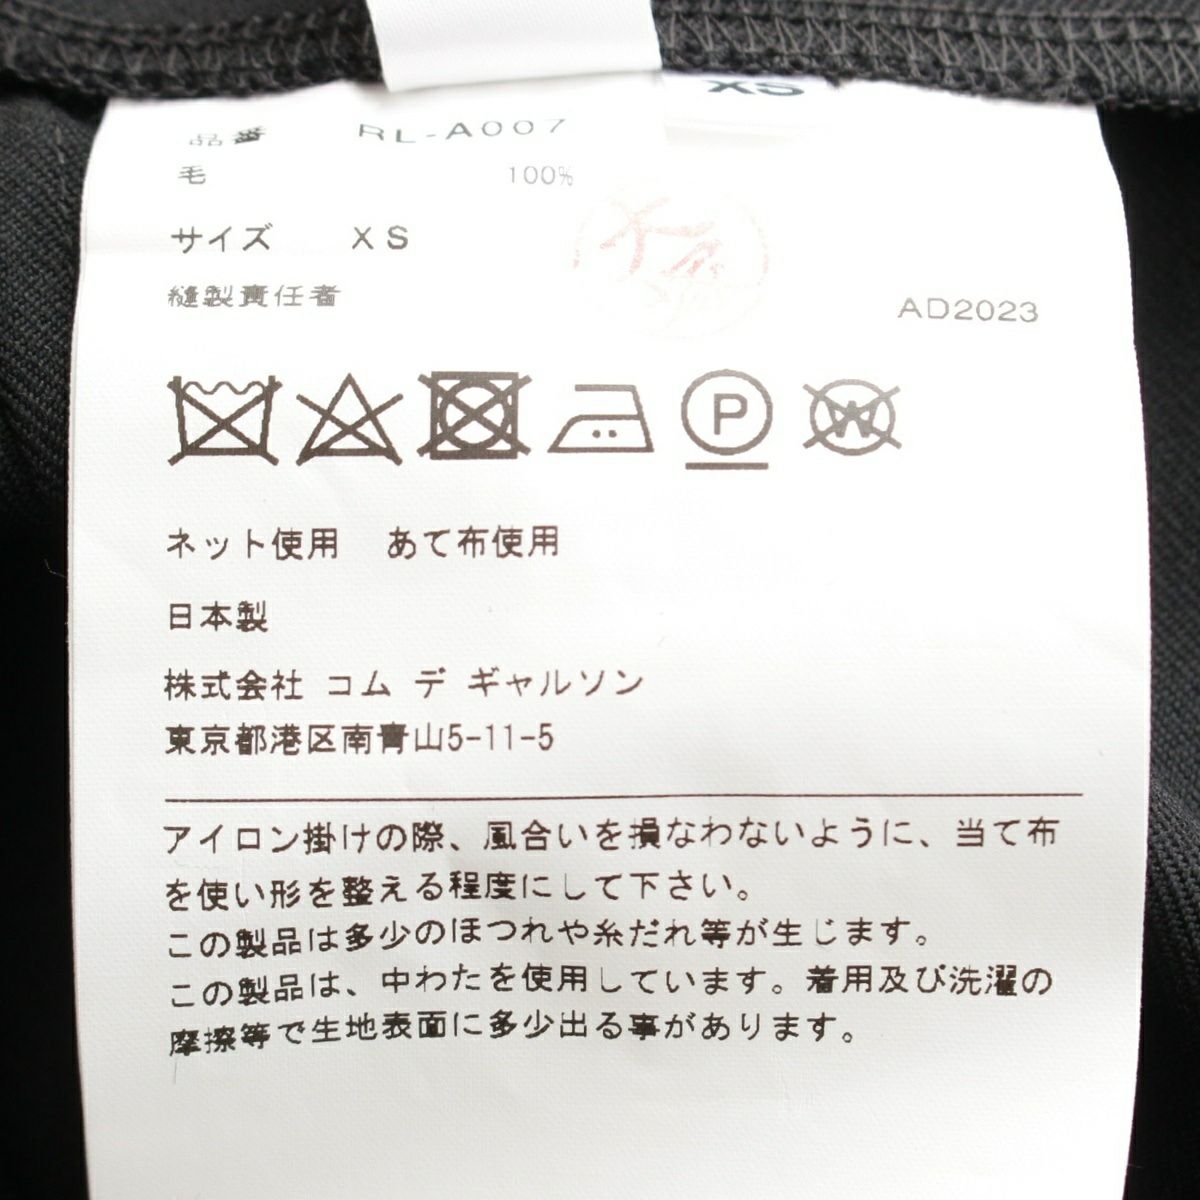 XS
品番 RL-A007
毛 100%
サイズ XS
縫製責任者
AD2023
P
W
ネット使用 あて布使用
日本製
株式会社 コム デ ギャルソン
東京都港区南青山5-11-5
アイロン掛けの際、風合いを損なわないように、当て布
を使い形を整える程度にして下さい。
この製品は多少のほつれや糸だれ等が生じます。
この製品は、中わたを使用しています。着用及び洗濯の
摩擦等で生地表面に多少出る事があります。